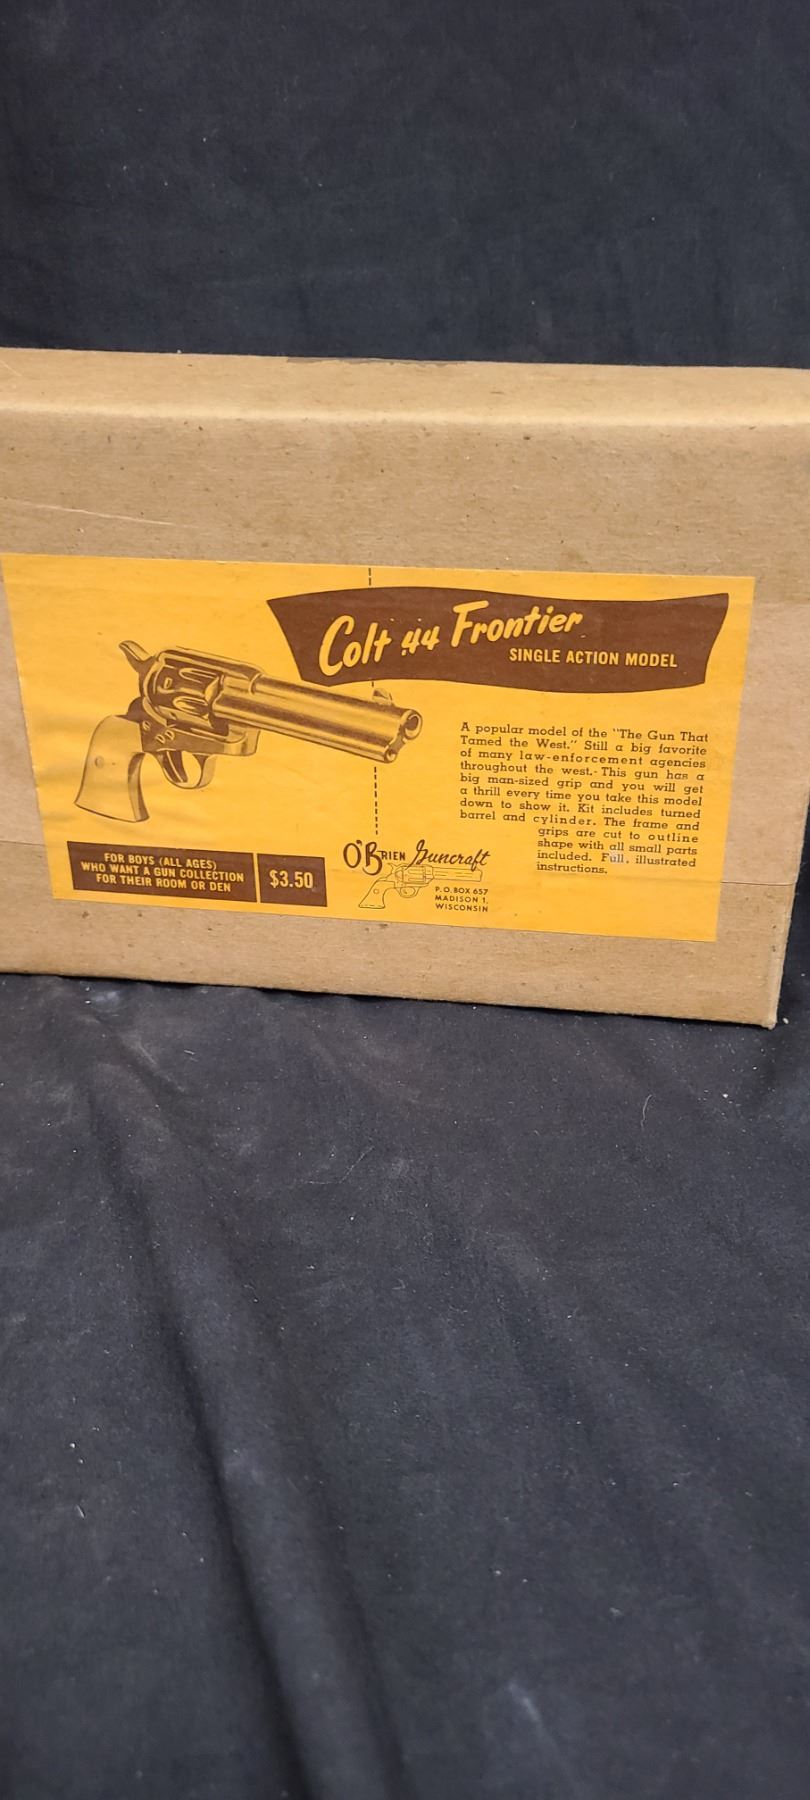 Colt .44 Frontier
SINGLE ACTION MODEL
A popular model of the "The Gun That
Tamed the West." Still a big favorite
of many law-enforcement agencies
throughout the west. This gun has a
big man-sized grip and you will get
a thrill every time you take this model
down to show it. Kit includes turned
barrel and cylinder. The frame and
grips are cut to outline
shape with all small parts
included. Full, illustrated
instructions.
FOR BOYS (ALL AGES)
WHO WANT A GUN COLLECTION
FOR THEIR ROOM OR DEN
$3.50
O'BRIEN Guncraft
P.O. BOX 657
MADISON 1,
WISCONSIN